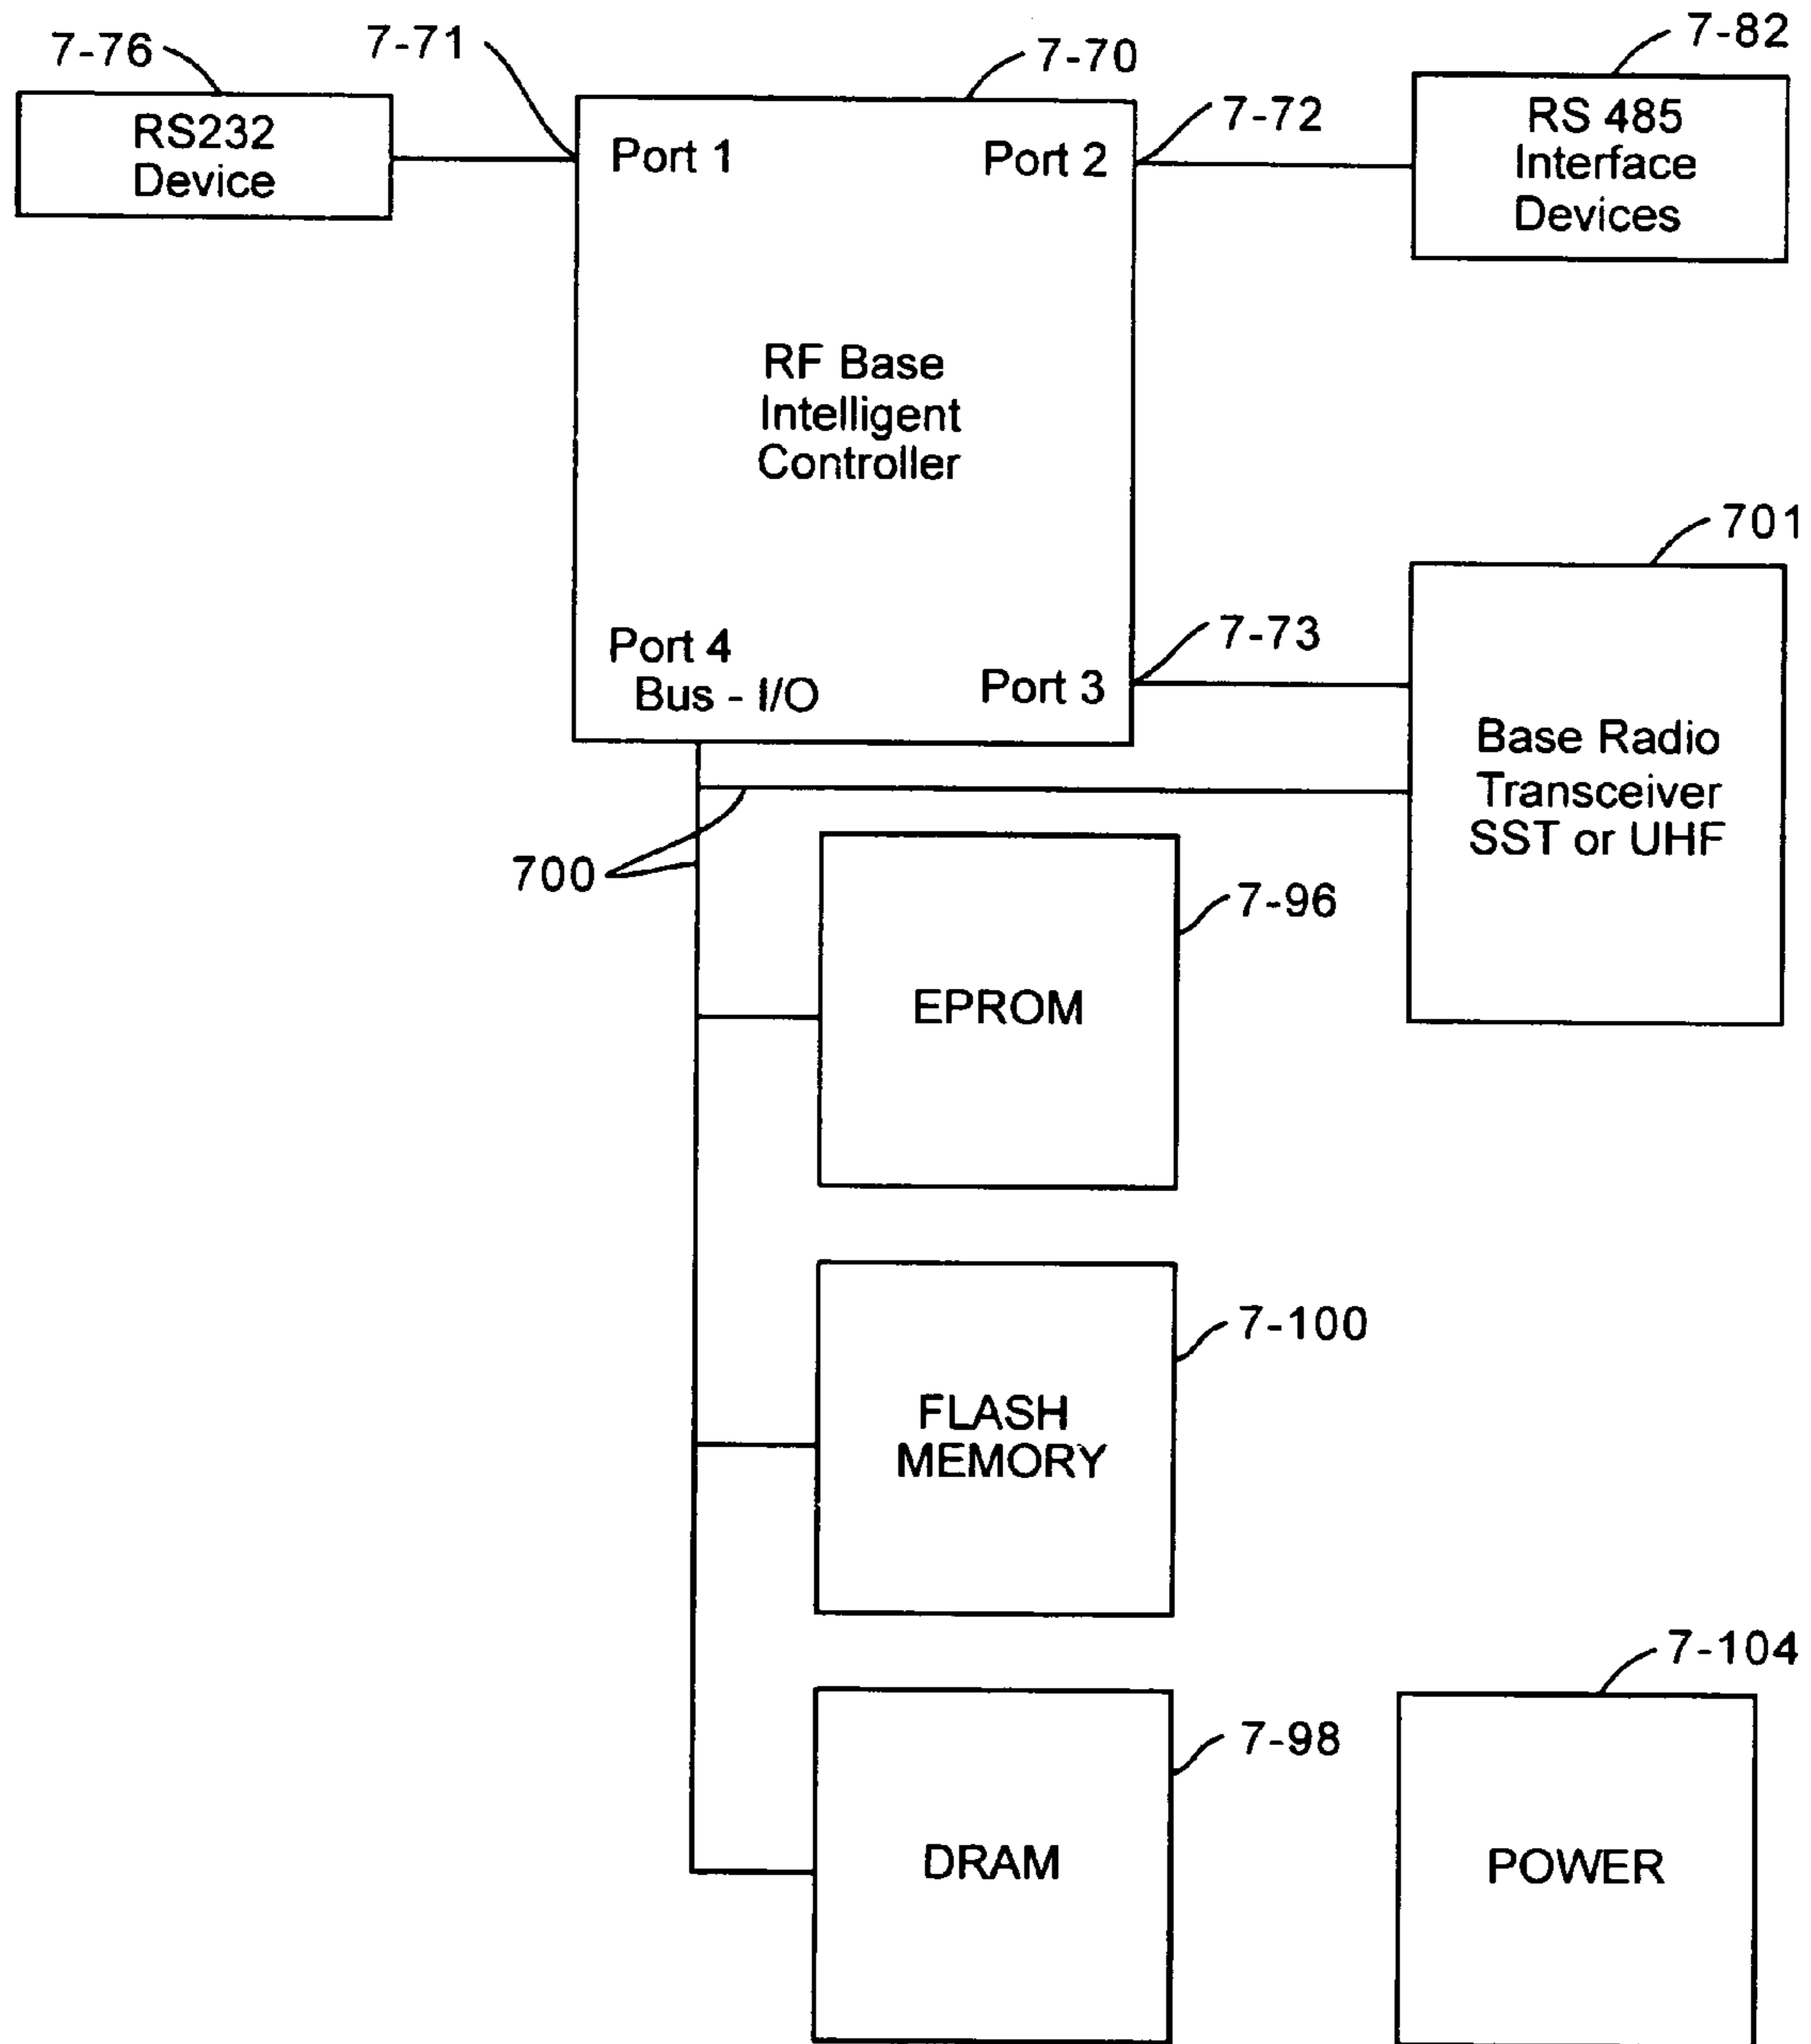 7-76
7-71
7-70
7-82
RS232
Device
Port 1
Port 2
7-72
RS 485
Interface
Devices
RF Base
Intelligent
Controller
701
Port 4
Bus - I/O
Port 3
7-73
Base Radio
Transceiver
SST or UHF
700
7-96
EPROM
7-100
FLASH
MEMORY
7-104
7-98
DRAM
POWER